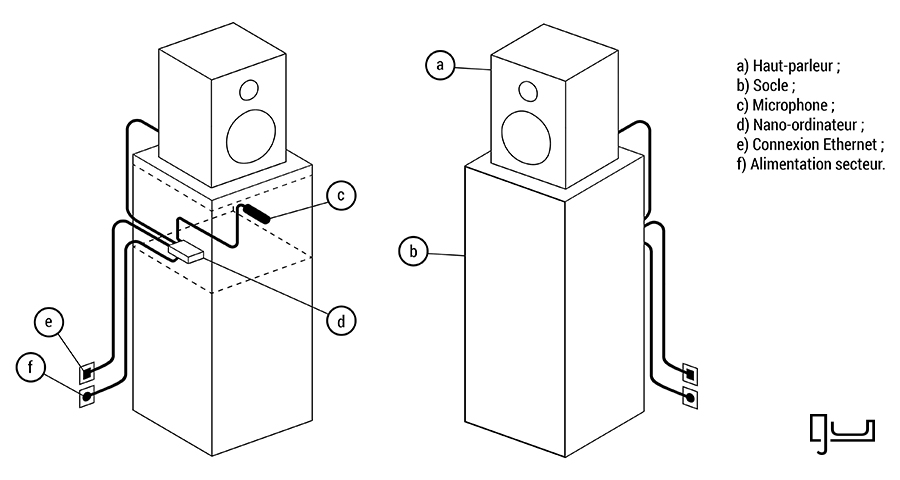 a
b
c
d
e
f
a) Haut-parleur ;
b) Socle ;
c) Microphone ;
d) Nano-ordinateur ;
e) Connexion Ethernet ;
f) Alimentation secteur.